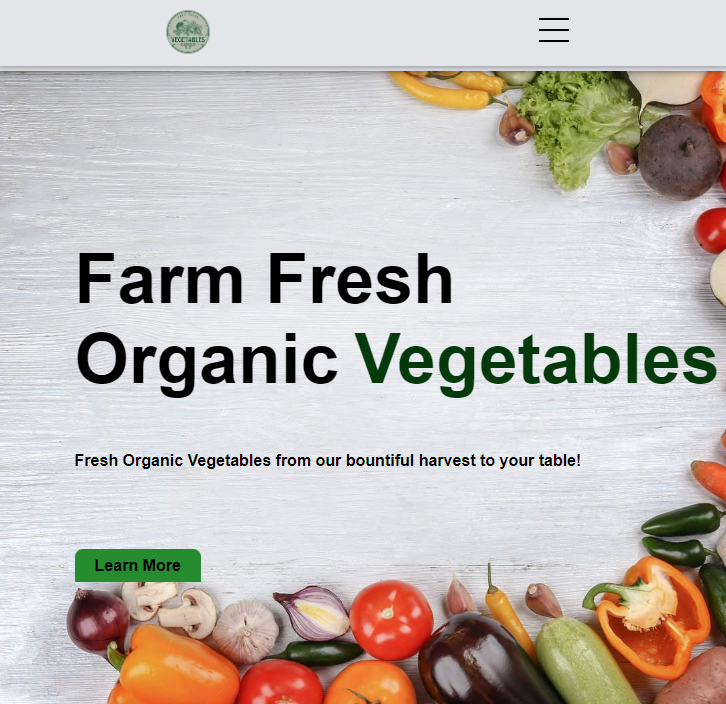 VEGETABLES
Farm Fresh
Organic Vegetables
Fresh Organic Vegetables from our bountiful harvest to your table!
Learn More